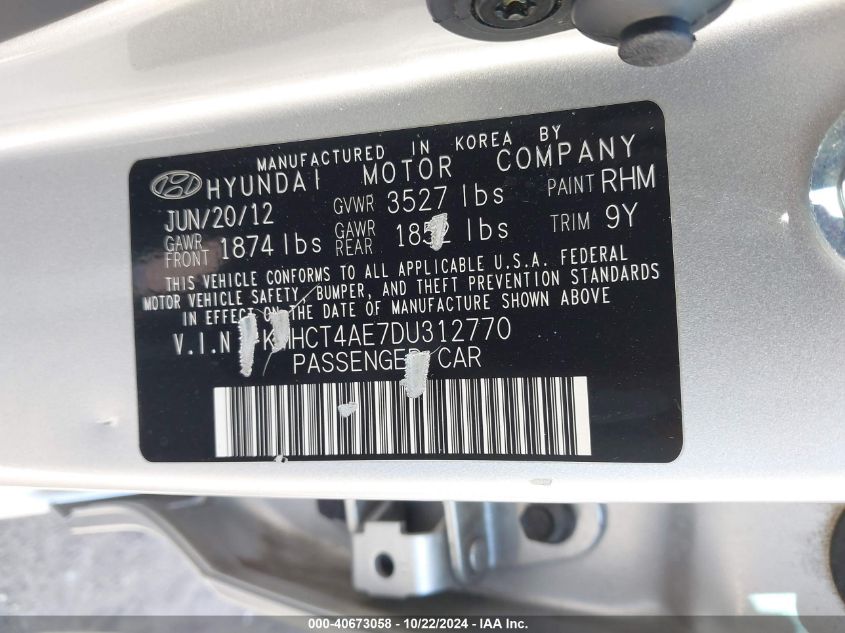 MANUFACTURED IN KOREA BY
HYUNDAI MOTOR COMPANY
JUN/20/12 GVWR 3527 lbs PAINT RHM
GAWR FRONT 1874 lbs GAWR REAR lbs TRIM 9Y
THIS VEHICLE CONFORMS TO ALL APPLICABLE U.S.A. FEDERAL
MOTOR VEHICLE SAFETY, BUMPER, AND THEFT PREVENTION STANDARDS
IN EFFECT ON THE DATE OF MANUFACTURE SHOWN ABOVE
V.I.N KMHCT4AE7DU312770
PASSENGER CAR
000-40673058 - 10/22/2024 - IAA Inc.